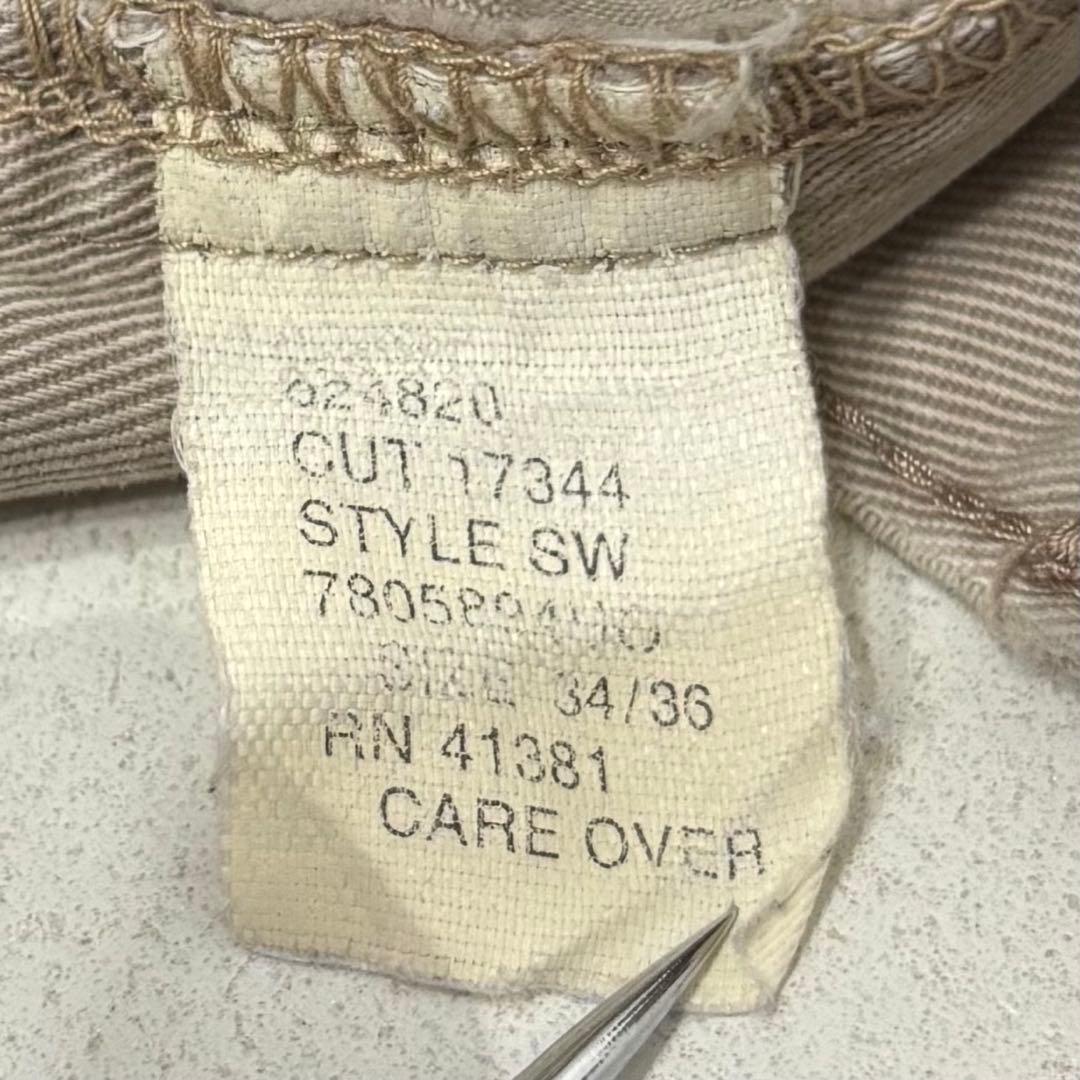 624820
CUT 17344
STYLE SW
SIZE 34/36
RN 41381
CARE OVER